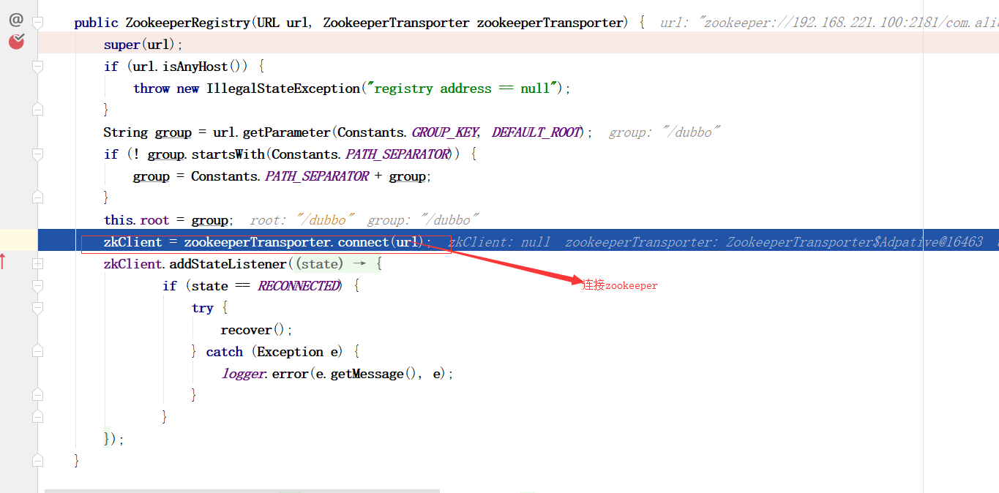 @
public ZookeeperRegistry(URL url, ZookeeperTransporter zookeeperTransporter) { url: "zookeeper://192.168.221.100:2181/com.alib
super(url);
if (url.isAnyHost()) {
throw new IllegalStateException("registry address == null");
}
String group = url.getParameter(Constants.GROUP_KEY, DEFAULT_ROOT); group: "/dubbo"
if (! group.startsWith(Constants.PATH_SEPARATOR)) {
group = Constants.PATH_SEPARATOR + group;
}
this.root = group; root: "/dubbo" group: "/dubbo"
zkClient = zookeeperTransporter.connect(url); zkClient: null zookeeperTransporter: ZookeeperTransporter$Adpative@16463
zkClient.addStateListener((state) → {
if (state == RECONNECTED) {
连接zookeeper
try {
recover();
} catch (Exception e) {
logger.error(e.getMessage(), e);
}
}
});
}